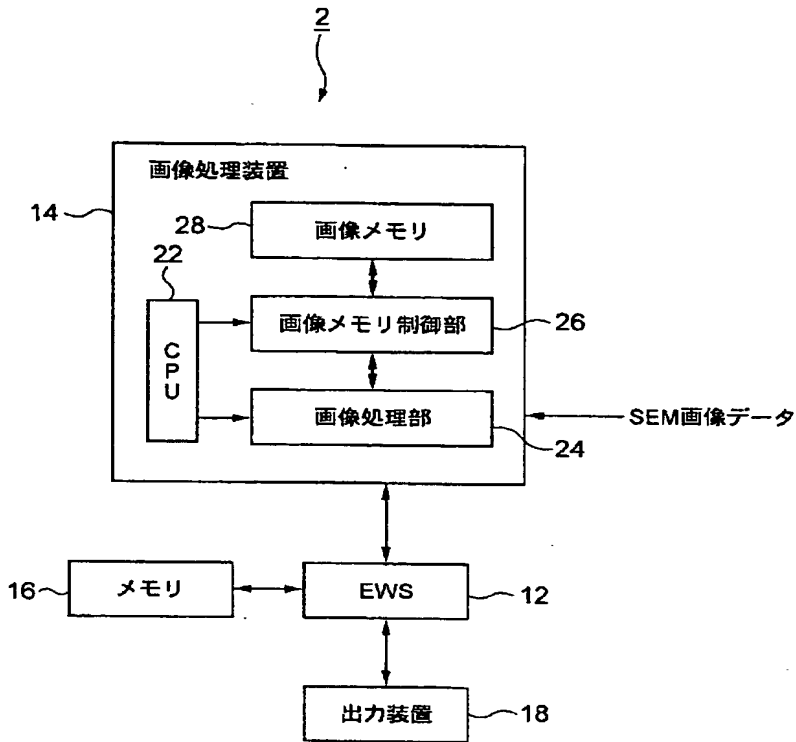 2
画像処理装置
14
28
画像メモリ
22
CPU
画像メモリ制御部
26
画像処理部
24
SEM画像データ
16
メモリ
EWS
12
出力装置
18